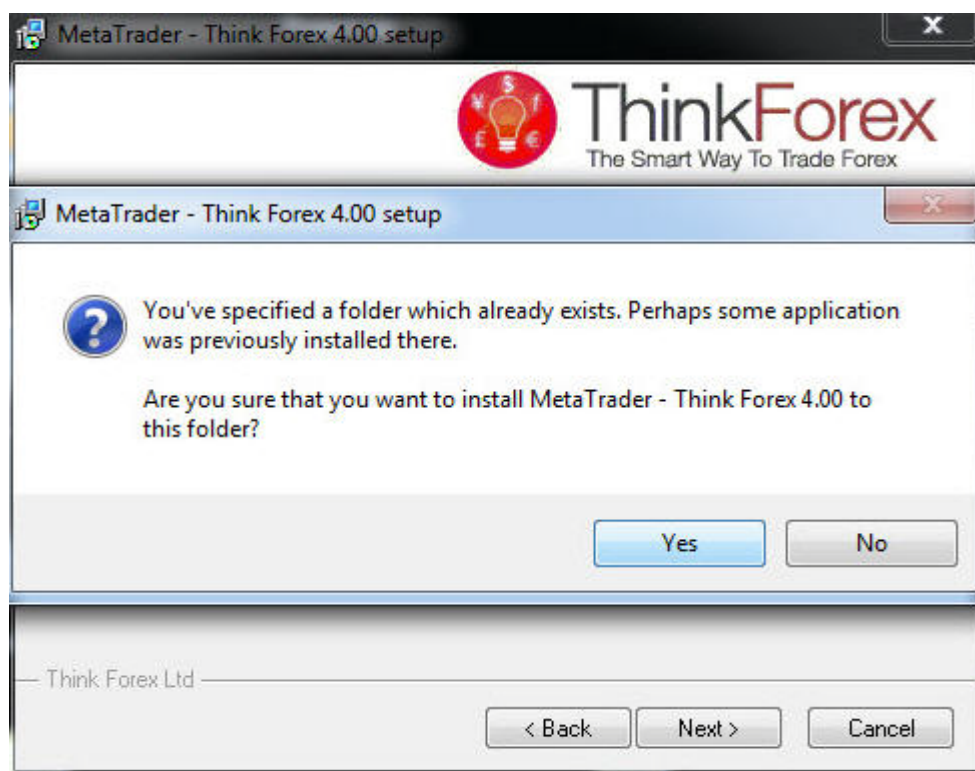 MetaTrader - Think Forex 4.00 setup
x
¥ $ f £ €
ThinkForex
The Smart Way To Trade Forex
MetaTrader - Think Forex 4.00 setup
x
?
You've specified a folder which already exists. Perhaps some application
was previously installed there.
Are you sure that you want to install MetaTrader - Think Forex 4.00 to
this folder?
Yes No
Think Forex Ltd
< Back Next > Cancel